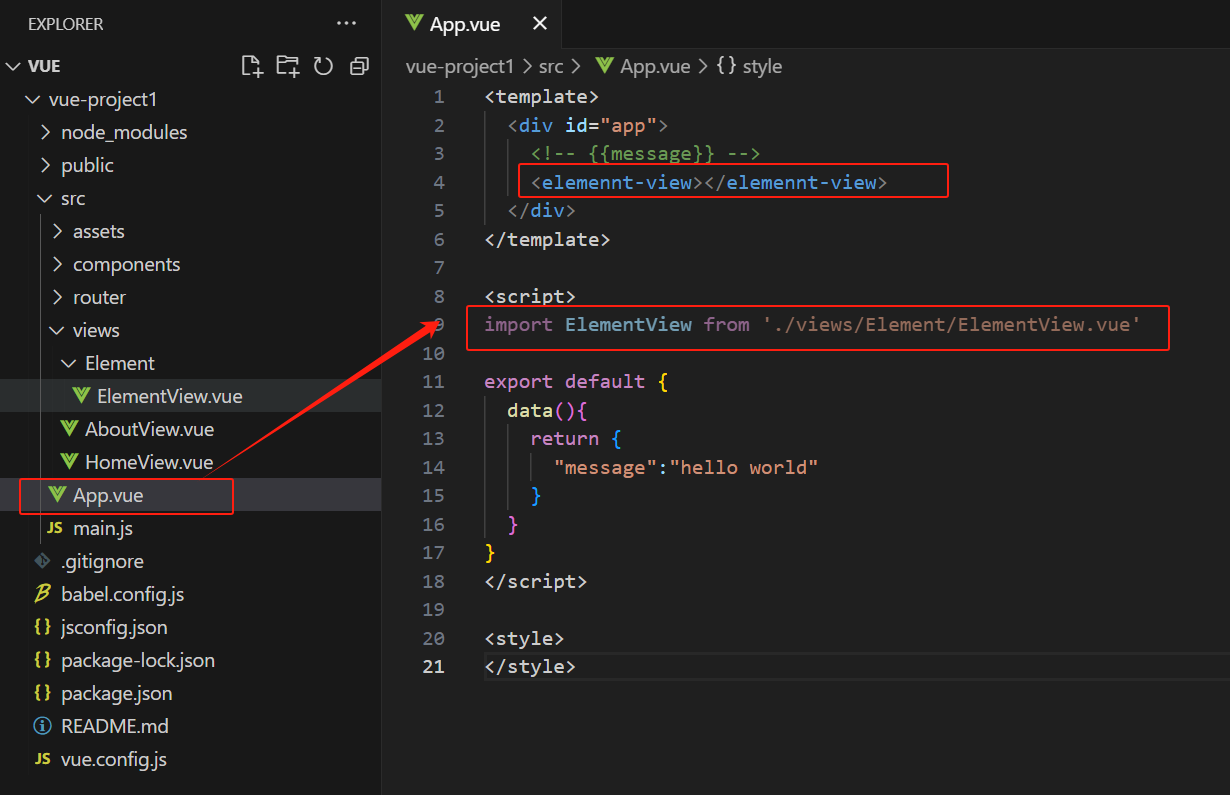 EXPLORER
VUE
vue-project1
node_modules
public
src
assets
components
router
views
Element
ElementView.vue
AboutView.vue
HomeView.vue
App.vue
JS main.js
.gitignore
babel.config.js
{} jsconfig.json
{} package-lock.json
{} package.json
README.md
JS vue.config.js
App.vue
vue-project1 > src > App.vue > {} style
1 <template>
2 <div id="app">
3 <!-- {{message}} -->
4 <elemennt-view></elemennt-view>
5 </div>
6 </template>
7
8 <script>
9 import ElementView from './views/Element/ElementView.vue'
10
11 export default {
12 data(){
13 return {
14 "message":"hello world"
15 }
16 }
17 }
18 </script>
19
20 <style>
21 </style>